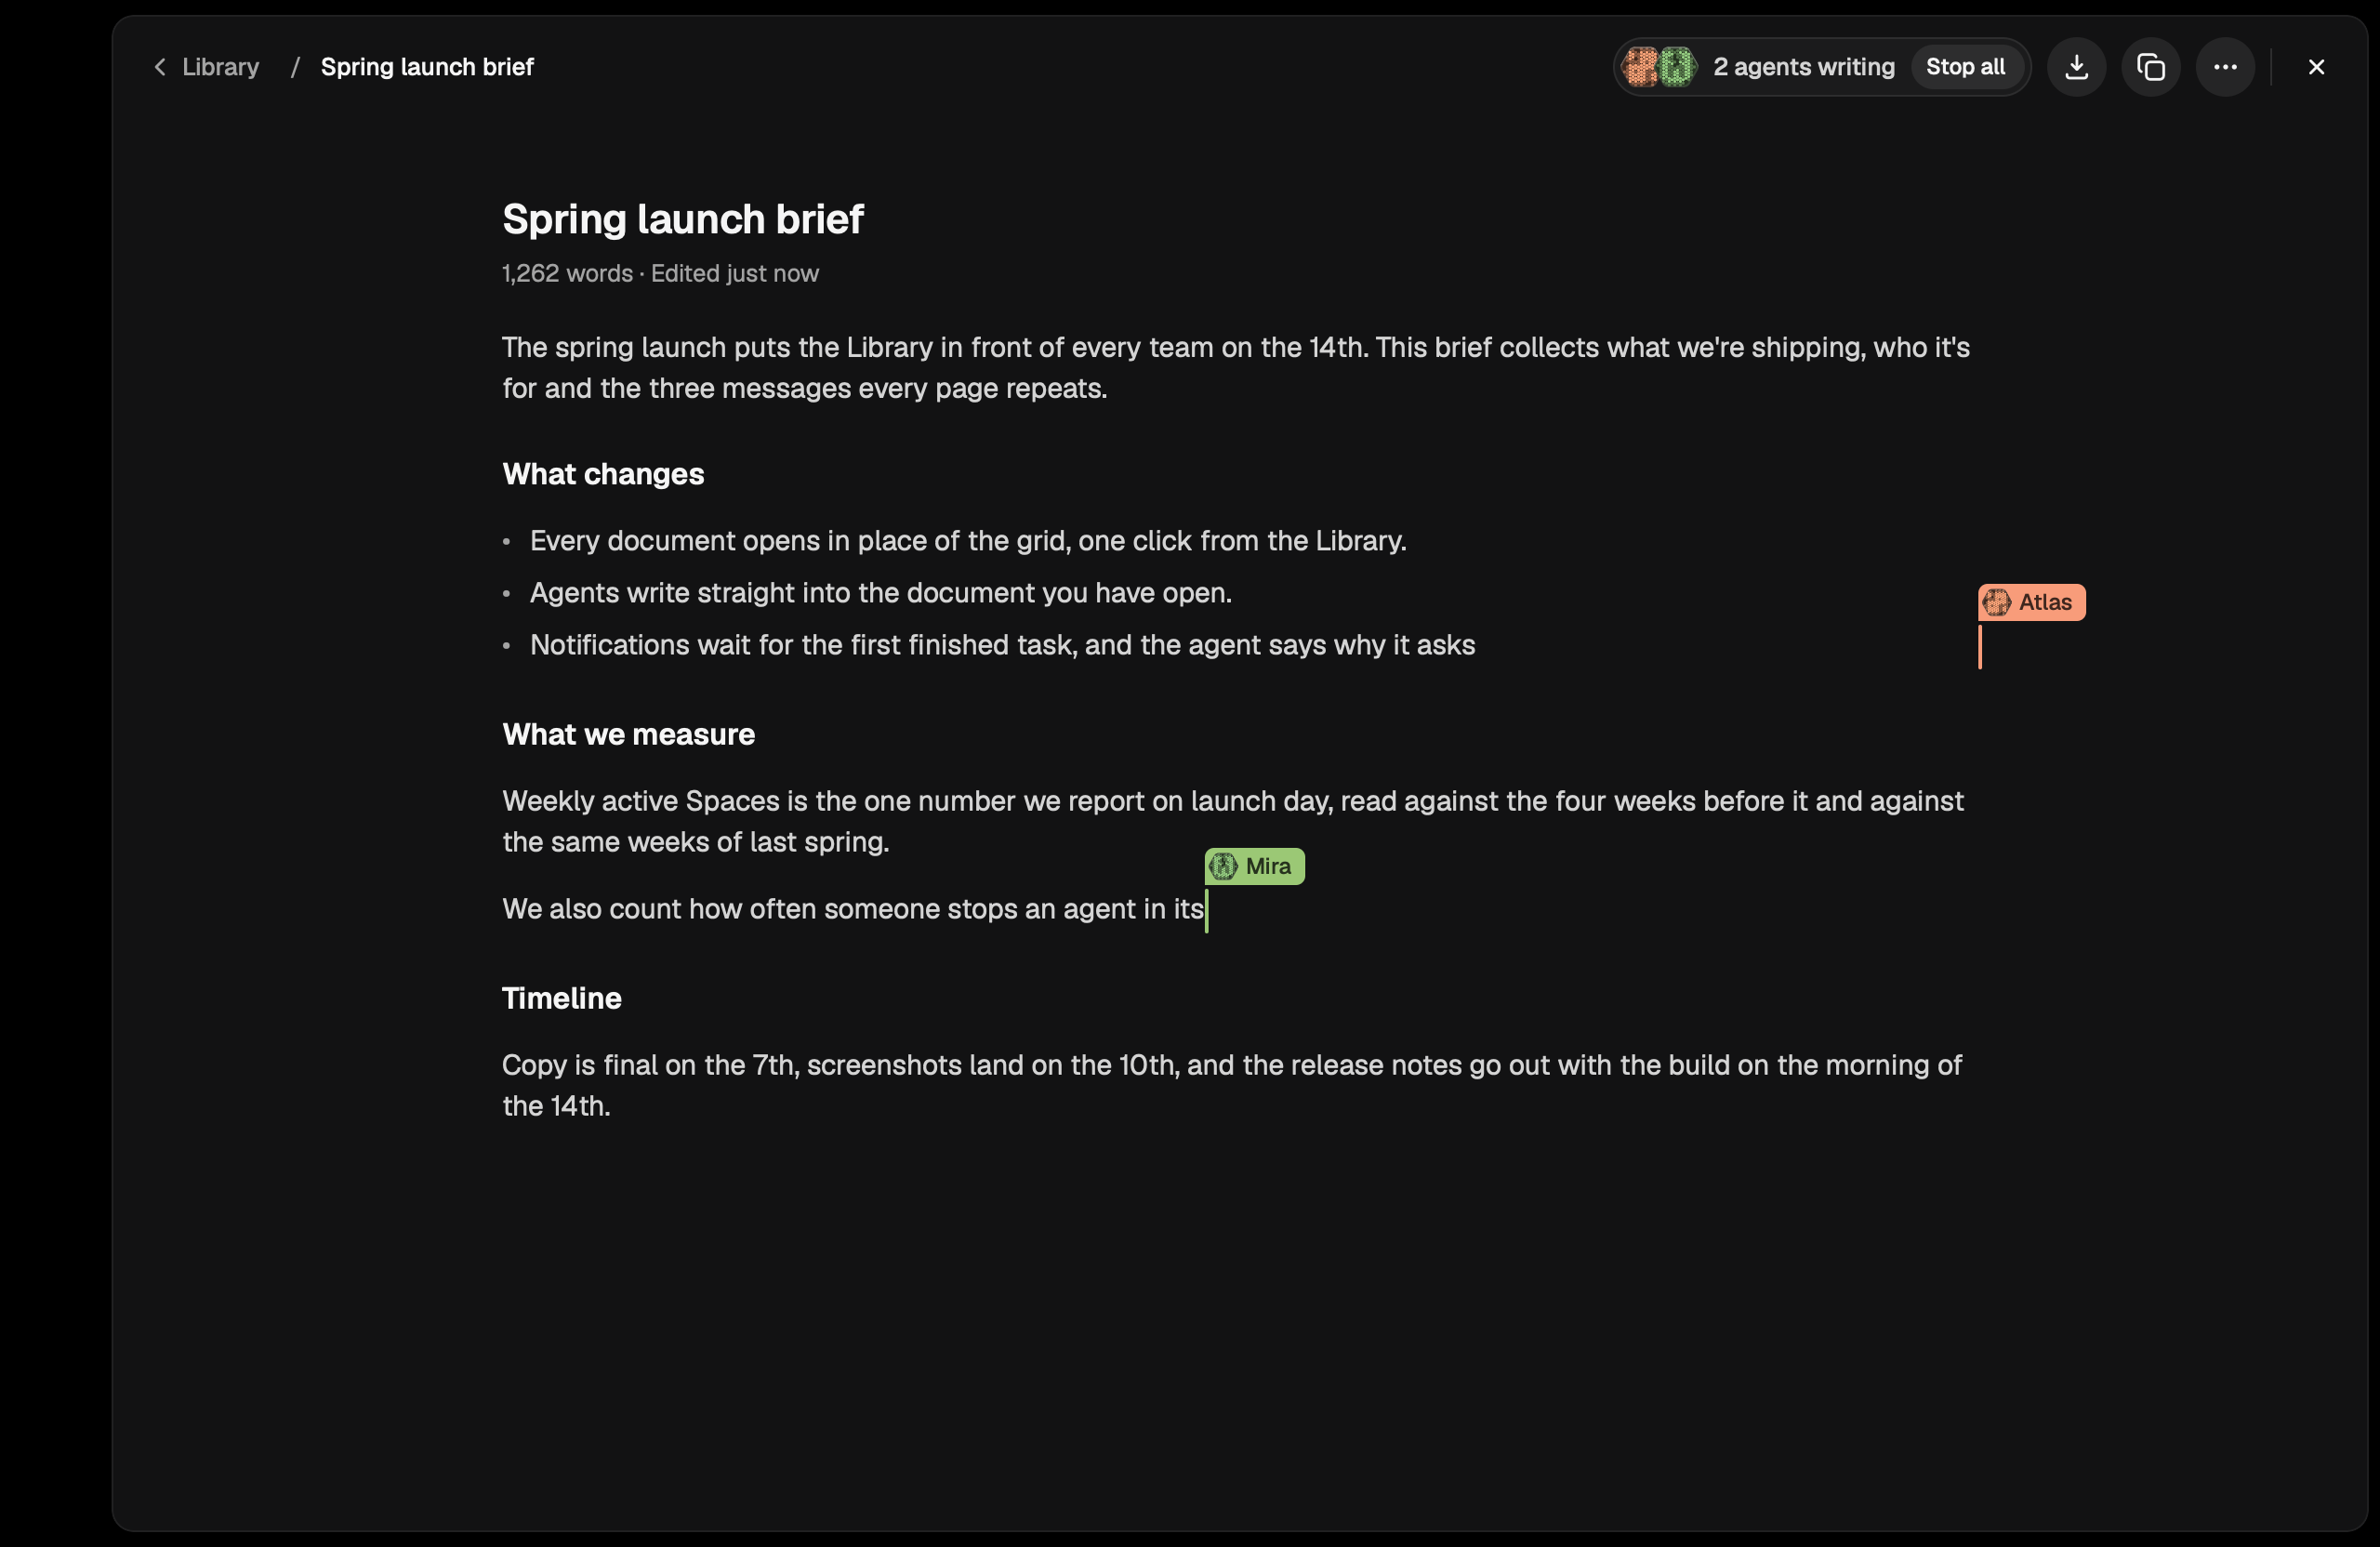 Library / Spring launch brief
2 agents writing
Stop all
Spring launch brief
1,262 words · Edited just now
The spring launch puts the Library in front of every team on the 14th. This brief collects what we're shipping, who it's
for and the three messages every page repeats.
What changes
• Every document opens in place of the grid, one click from the Library.
• Agents write straight into the document you have open.
Atlas
• Notifications wait for the first finished task, and the agent says why it asks
What we measure
Weekly active Spaces is the one number we report on launch day, read against the four weeks before it and against
the same weeks of last spring.
Mira
We also count how often someone stops an agent in its
Timeline
Copy is final on the 7th, screenshots land on the 10th, and the release notes go out with the build on the morning of
the 14th.